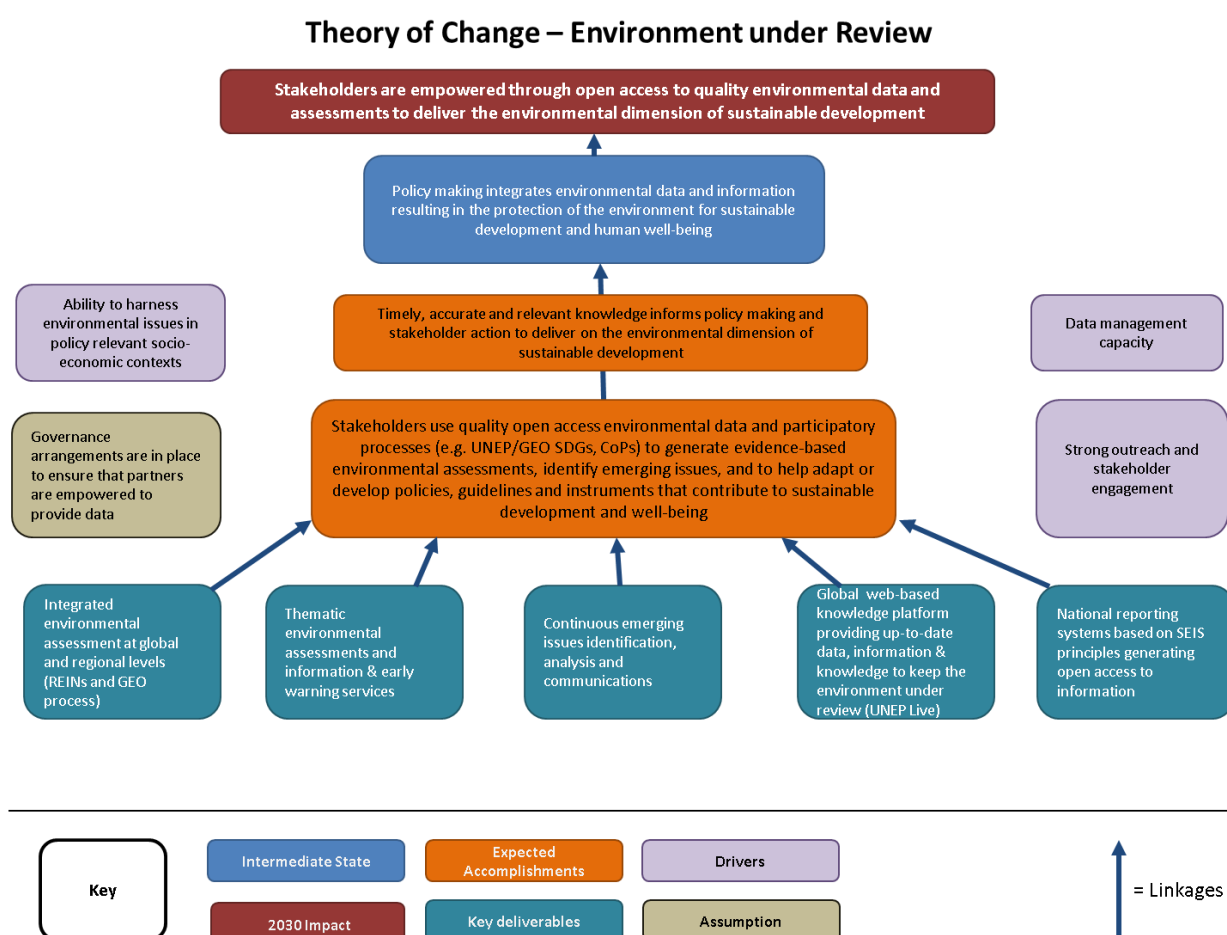 Theory of Change – Environment under Review
Stakeholders are empowered through open access to quality environmental data and
assessments to deliver the environmental dimension of sustainable development
Policy making integrates environmental data and information
resulting in the protection of the environment for sustainable
development and human well-being
Ability to harness
environmental issues in
policy relevant socio-
economic contexts
Timely, accurate and relevant knowledge informs policy making and
stakeholder action to deliver on the environmental dimension of
sustainable development
Data management
capacity
Governance
arrangements are in place
to ensure that partners
are empowered to
provide data
Stakeholders use quality open access environmental data and participatory
processes (e.g. UNEP/GEO SDGs, CoPs) to generate evidence-based
environmental assessments, identify emerging issues, and to help adapt or
develop policies, guidelines and instruments that contribute to sustainable
development and well-being
Strong outreach and
stakeholder
engagement
Integrated
environmental
assessment at global
and regional levels
(REINs and GEO
process)
Thematic
environmental
assessments and
information & early
warning services
Continuous emerging
issues identification,
analysis and
communications
Global web-based
knowledge platform
providing up-to-date
data, information &
knowledge to keep the
environment under
review (UNEP Live)
National reporting
systems based on SEIS
principles generating
open access to
information
Key
Intermediate State
Expected
Accomplishments
Drivers
= Linkages
2030 Impact
Key deliverables
Assumption